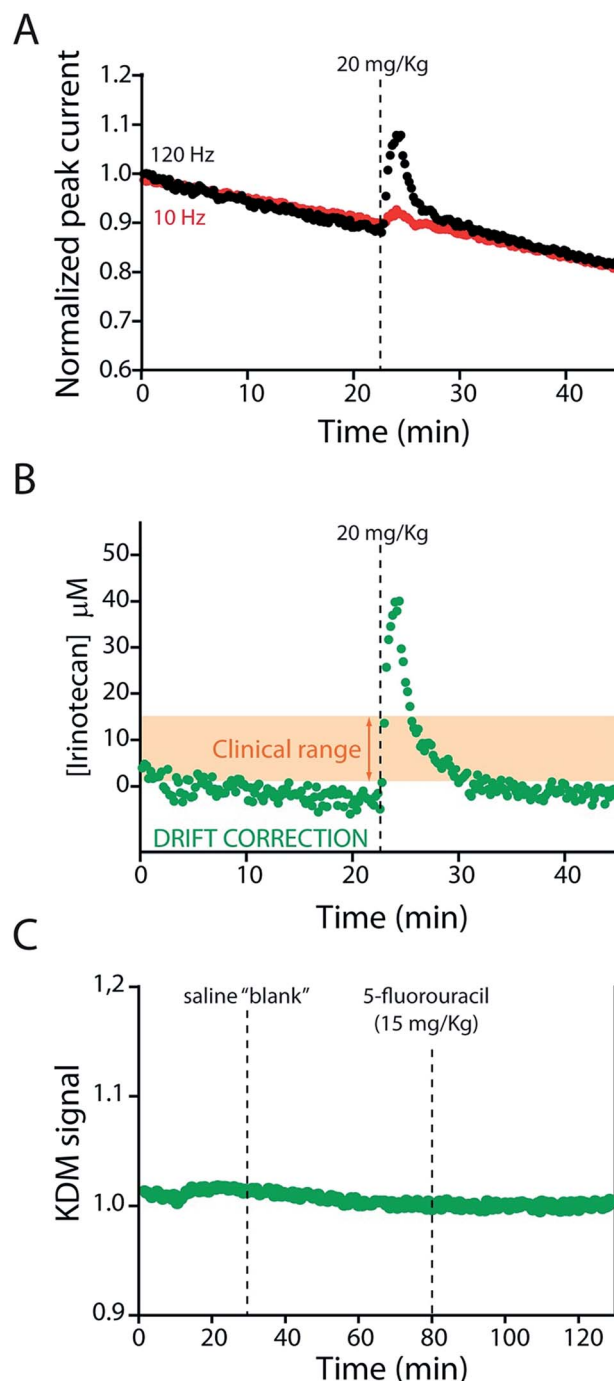 A
20 mg/Kg
1.2
1.0
0.9
0.8
0.7
0.6
120 Hz
10 Hz
Normalized peak current
0
10
20
30
40
Time (min)
B
20 mg/Kg
50
40
30
20
10
0
[Irinotecan] μM
Clinical range
DRIFT CORRECTION
0
10
20
30
40
Time (min)
C
1,2
1.1
1.0
0.9
saline "blank"
5-fluorouracil
(15 mg/Kg)
KDM signal
0
20
40
60
80
100
120
Time (min)